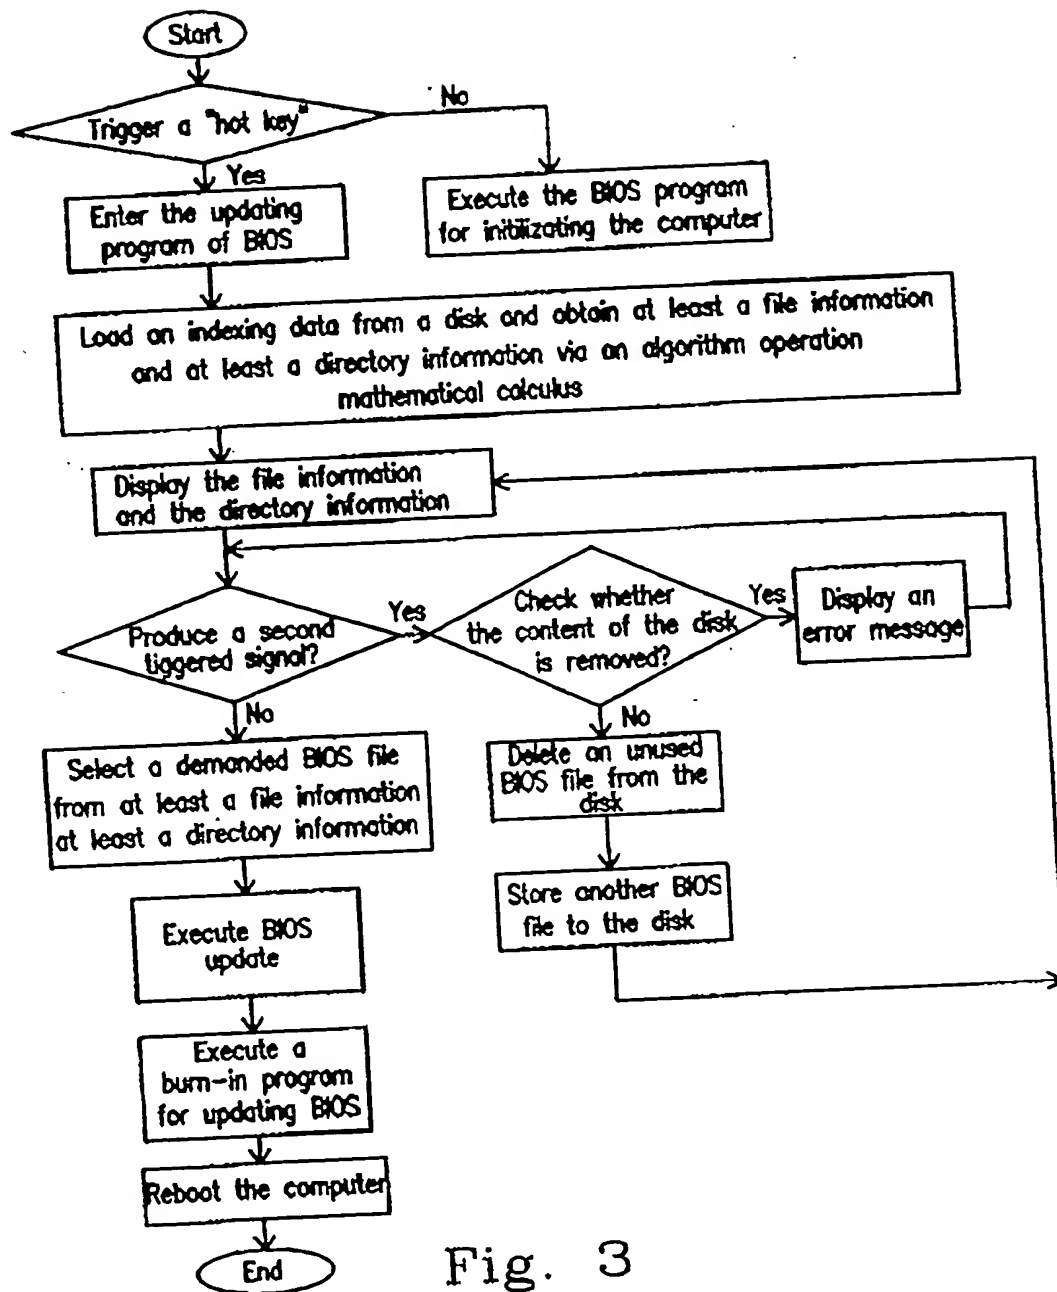 Start
Trigger a "hot key"
No
Yes
Enter the updating
program of BIOS
Execute the BIOS program
for initilizating the computer
Load an indexing data from a disk and obtain at least a file information
and at least a directory information via an algorithm operation
mathematical calculus
Display the file information
and the directory information
Produce a second
tiggered signal?
Yes
Check whether
the content of the disk
is removed?
Yes
Display an
error message
No
No
Select a demanded BIOS file
from at least a file information
at least a directory information
Delete an unused
BIOS file from the
disk
Store another BIOS
file to the disk
Execute BIOS
update
Execute a
burn-in program
for updating BIOS
Reboot the computer
End
Fig. 3